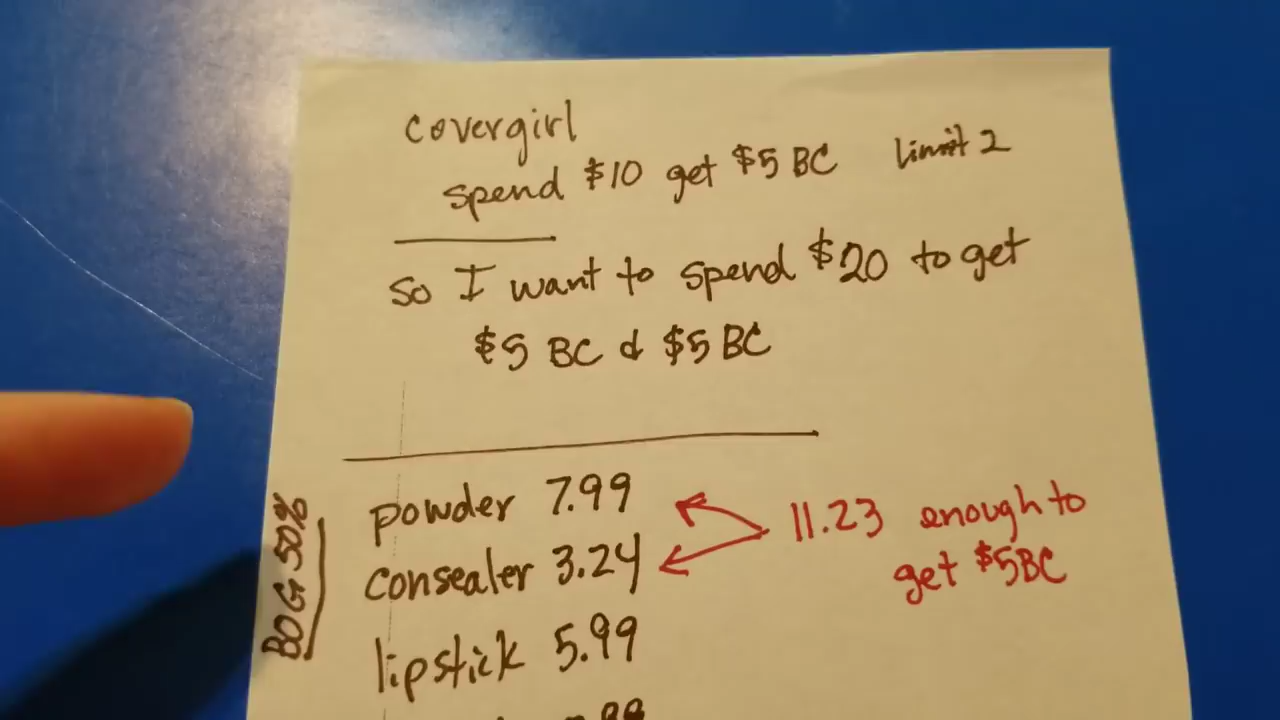 covergirl
spend $10 get $5 BC limit 2
so I want to spend $20 to get
$5 BC & $5 BC
BOG 50%
powder 7.99
consealer 3.24
11.23 enough to
get $5BC
lipstick 5.99